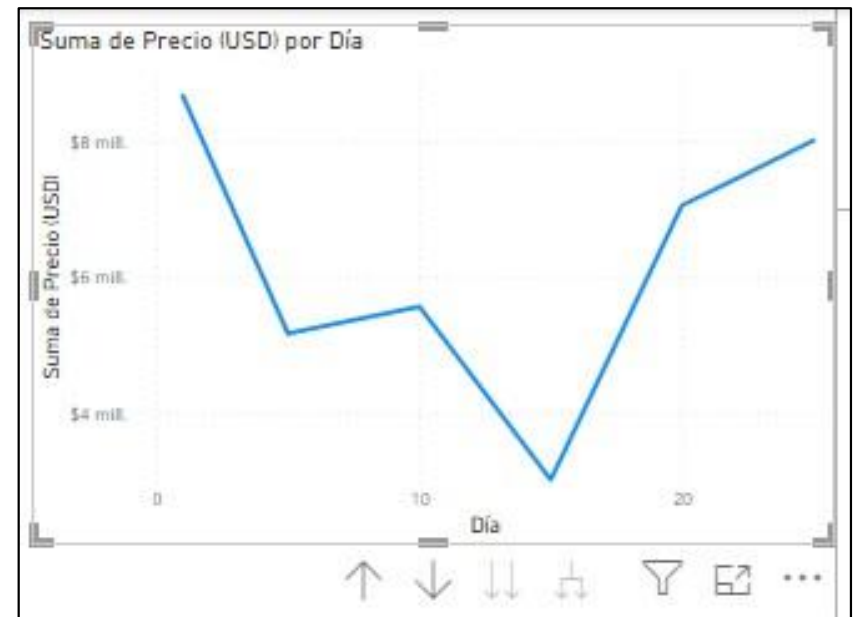 Suma de Precio (USD) por Día
Suma de Precio (USD)
$8 mill.
$6 mill.
$4 mill.
0 10 20
Día